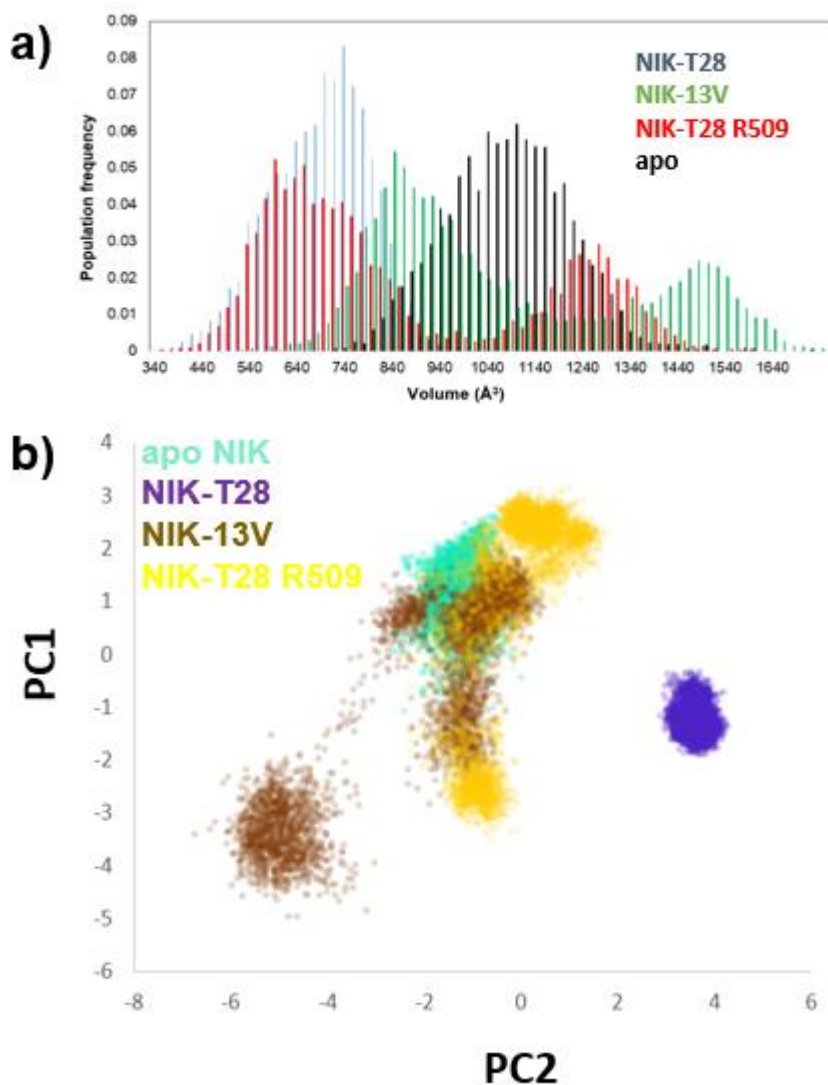 a)
0.09
0.08
0.07
0.06
0.05
0.04
0.03
0.02
0.01
0
Population frequency
NIK-T28
NIK-13V
NIK-T28 R509
apo
340 440 540 640 740 840 940 1040 1140 1240 1340 1440 1540 1640
Volume (Å³)
b)
apo NIK
NIK-T28
NIK-13V
NIK-T28 R509
4
3
2
1
0
-1
-2
-3
-4
-5
-6
PC1
-8 -6 -4 -2 0 2 4 6
PC2